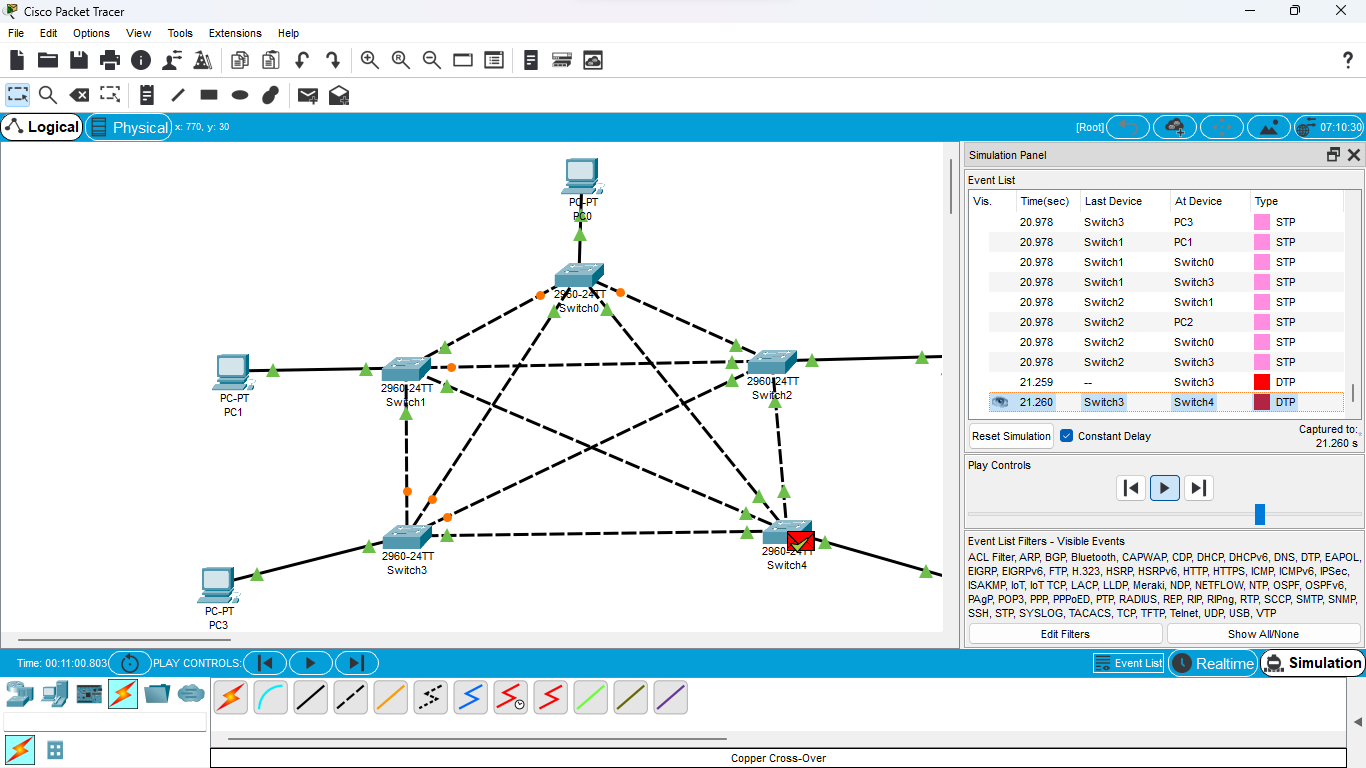 Cisco Packet Tracer
File Edit Options View Tools Extensions Help
Logical Physical x: 770, y: 30 [Root] 07:10:30
PC-PT
PC0
2960-24TT
Switch0
PC-PT
PC1
2960-24TT
Switch1
2960-24TT
Switch2
2960-24TT
Switch3
2960-24TT
Switch4
PC-PT
PC3
Simulation Panel
Event List
Vis. Time(sec) Last Device At Device Type
20.978 Switch3 PC3 STP
20.978 Switch1 PC1 STP
20.978 Switch1 Switch0 STP
20.978 Switch1 Switch3 STP
20.978 Switch2 Switch1 STP
20.978 Switch2 PC2 STP
20.978 Switch2 Switch0 STP
20.978 Switch2 Switch3 STP
21.259 -- Switch3 DTP
21.260 Switch3 Switch4 DTP
Reset Simulation Constant Delay Captured to:
21.260 s
Play Controls
Event List Filters - Visible Events
ACL Filter, ARP, BGP, Bluetooth, CAPWAP, CDP, DHCP, DHCPv6, DNS, DTP, EAPOL,
EIGRP, EIGRPv6, FTP, H.323, HSRP, HSRPv6, HTTP, HTTPS, ICMP, ICMPv6, IPSec,
ISAKMP, IoT, IoT TCP, LACP, LLDP, Meraki, NDP, NETFLOW, NTP, OSPF, OSPFv6,
PAgP, POP3, PPP, PPPoED, PTP, RADIUS, REP, RIP, RIPng, RTP, SCCP, SMTP, SNMP,
SSH, STP, SYSLOG, TACACS, TCP, TFTP, Telnet, UDP, USB, VTP
Edit Filters Show All/None
Time: 00:11:00.803 PLAY CONTROLS: Event List Realtime Simulation
Copper Cross-Over